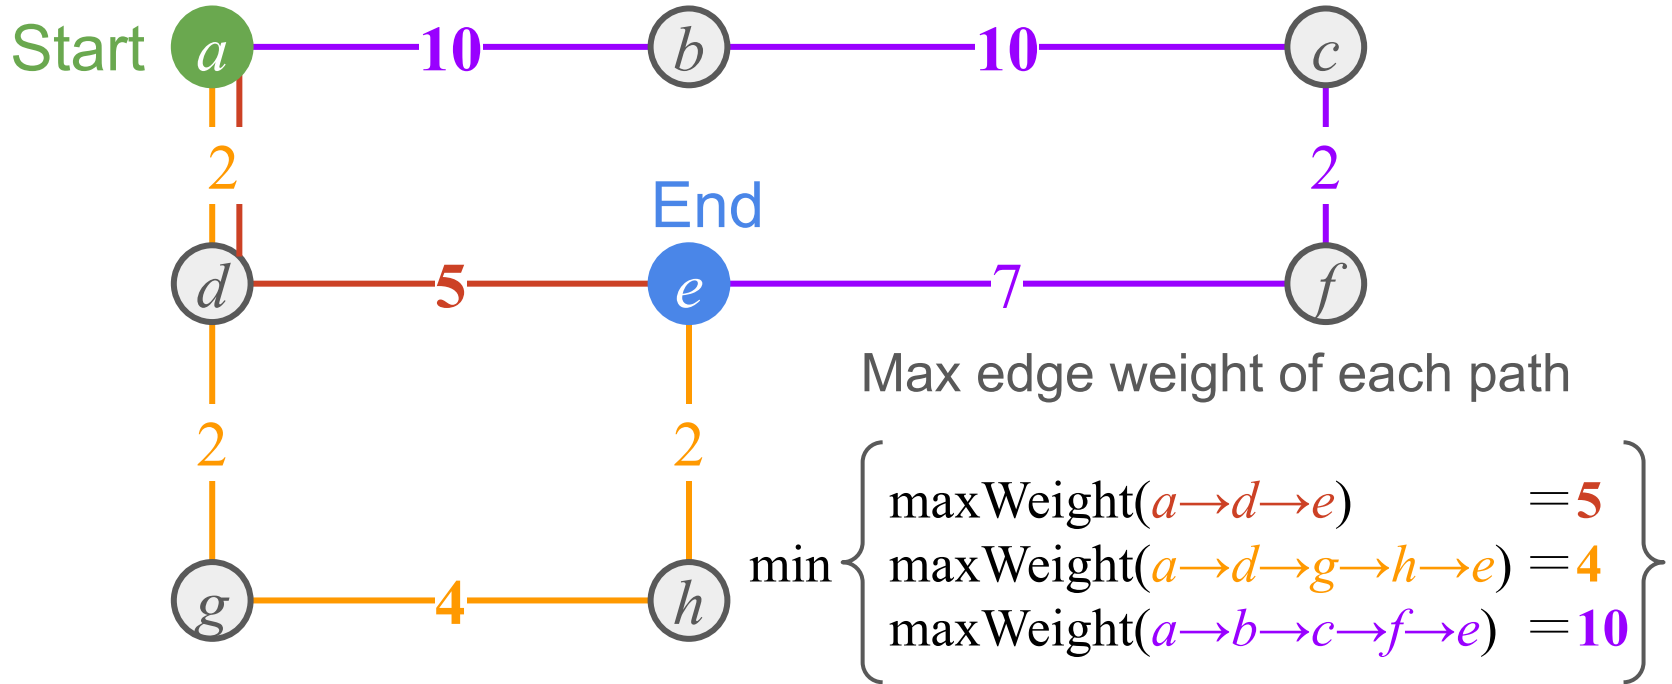 Start a 10 b 10 c
2 2
End
d 5 e 7 f
Max edge weight of each path
2 2
maxWeight(a→d→e) =5
min maxWeight(a→d→g→h→e) =4
g 4 h
maxWeight(a→b→c→f→e) =10